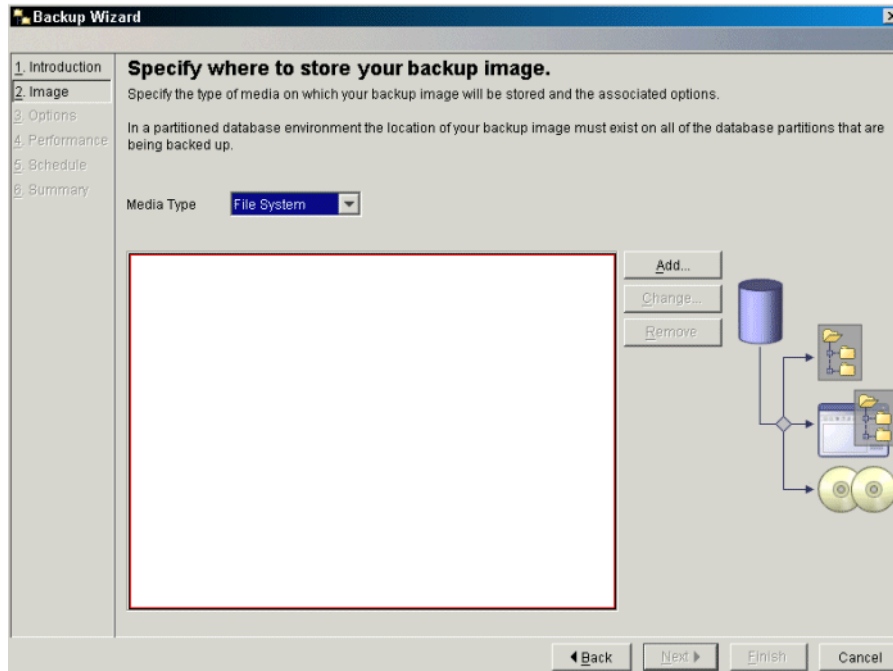 Backup Wizard
1. Introduction
2. Image
3. Options
4. Performance
5. Schedule
6. Summary
Specify where to store your backup image.
Specify the type of media on which your backup image will be stored and the associated options.
In a partitioned database environment the location of your backup image must exist on all of the database partitions that are
being backed up.
Media Type File System
Add...
Change...
Remove
Back Next Finish Cancel